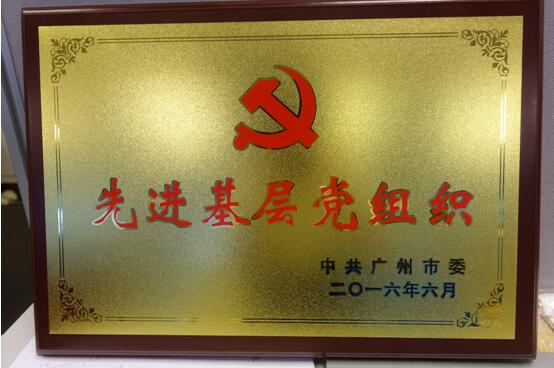 先进基层党组织
中共广州市委
二〇一六年六月